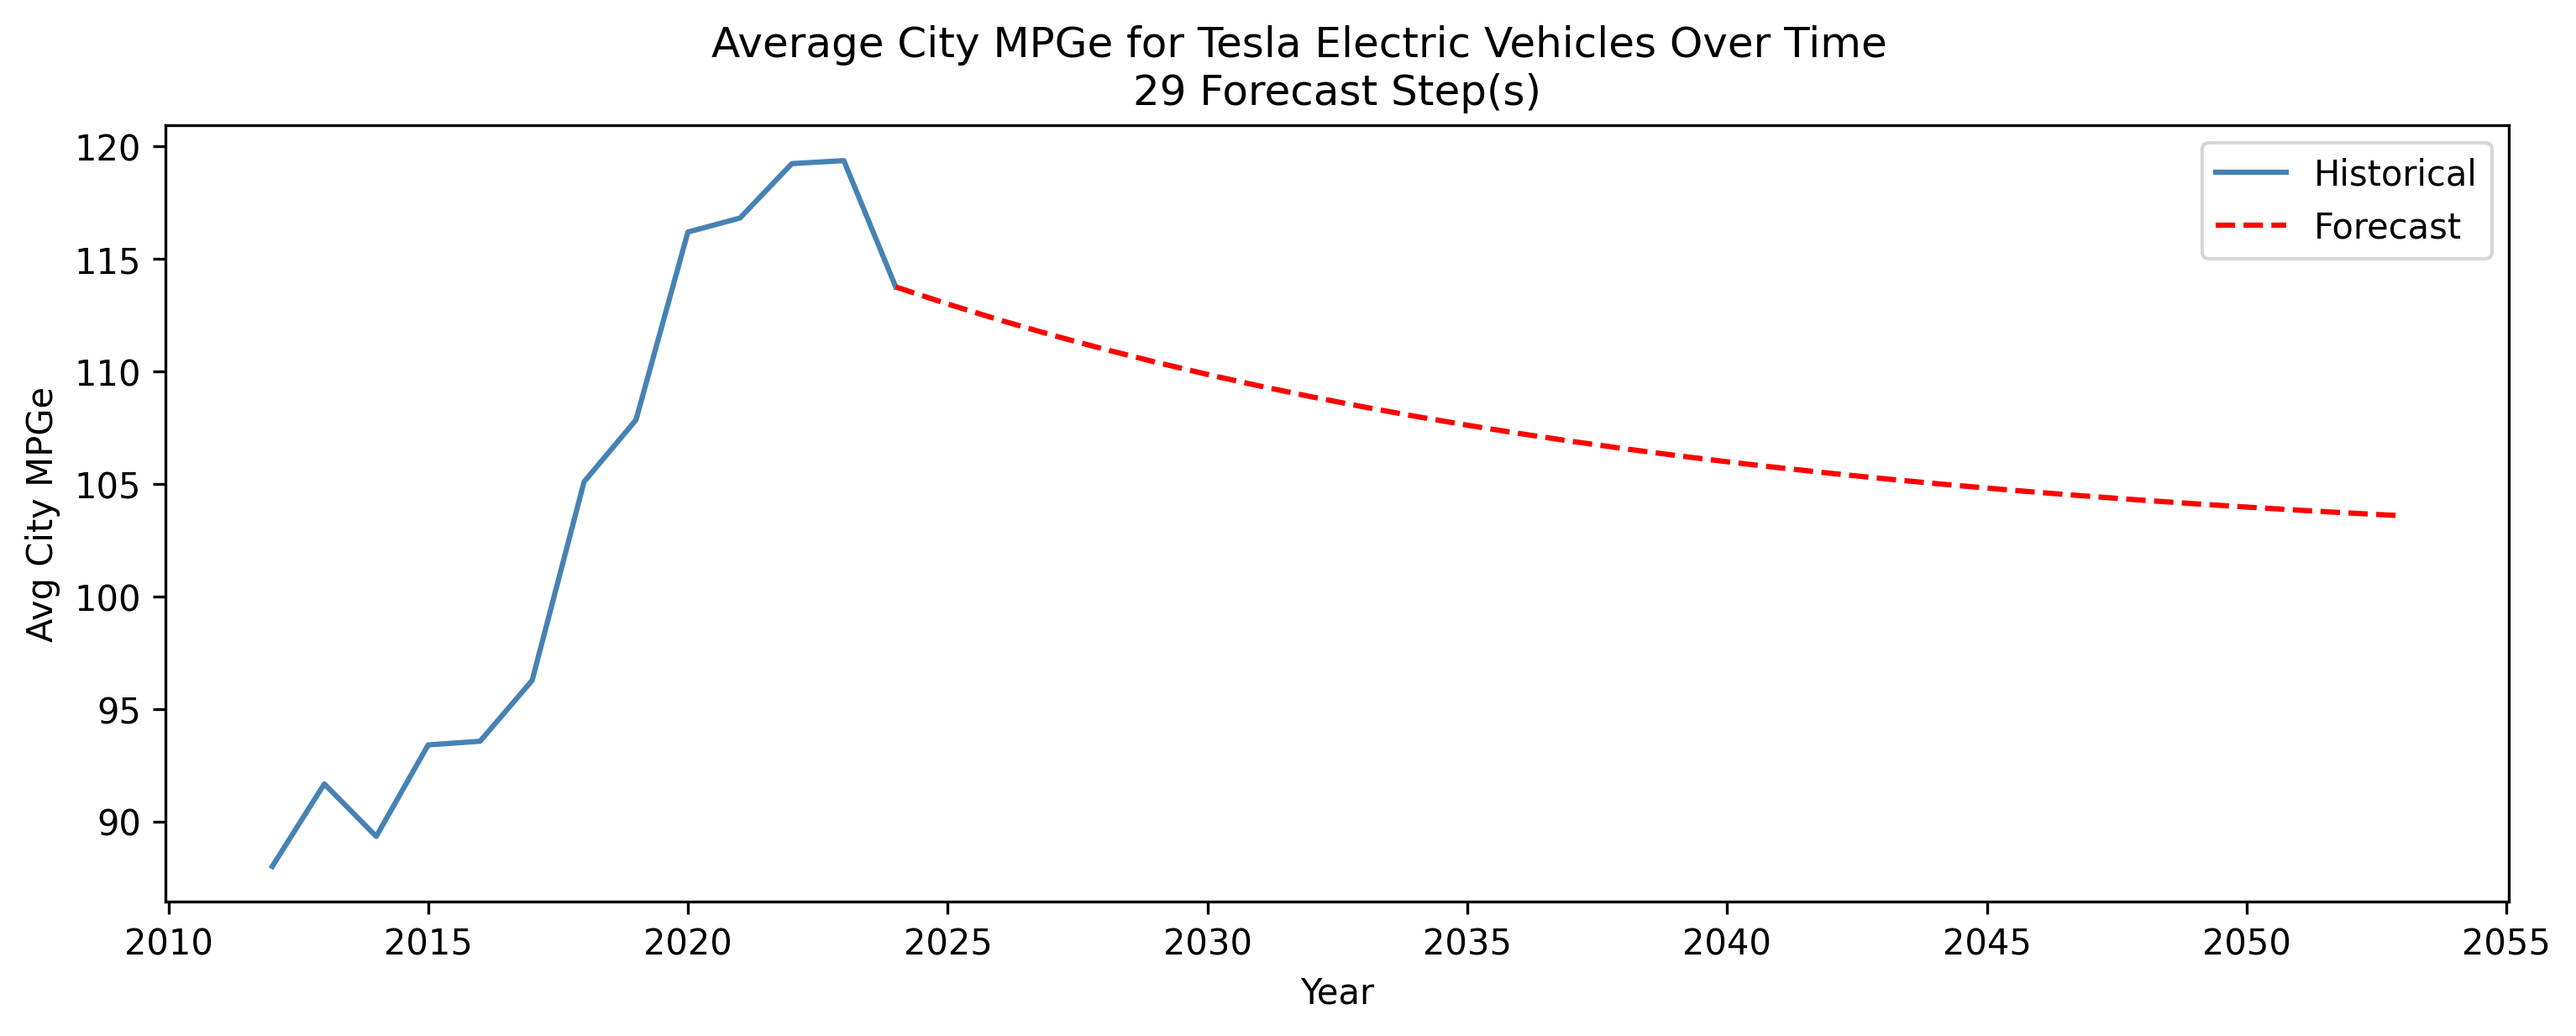 Average City MPGe for Tesla Electric Vehicles Over Time
29 Forecast Step(s)
120
115
110
105
100
95
90
Avg City MPGe
Historical
Forecast
2010 2015 2020 2025 2030 2035 2040 2045 2050 2055
Year